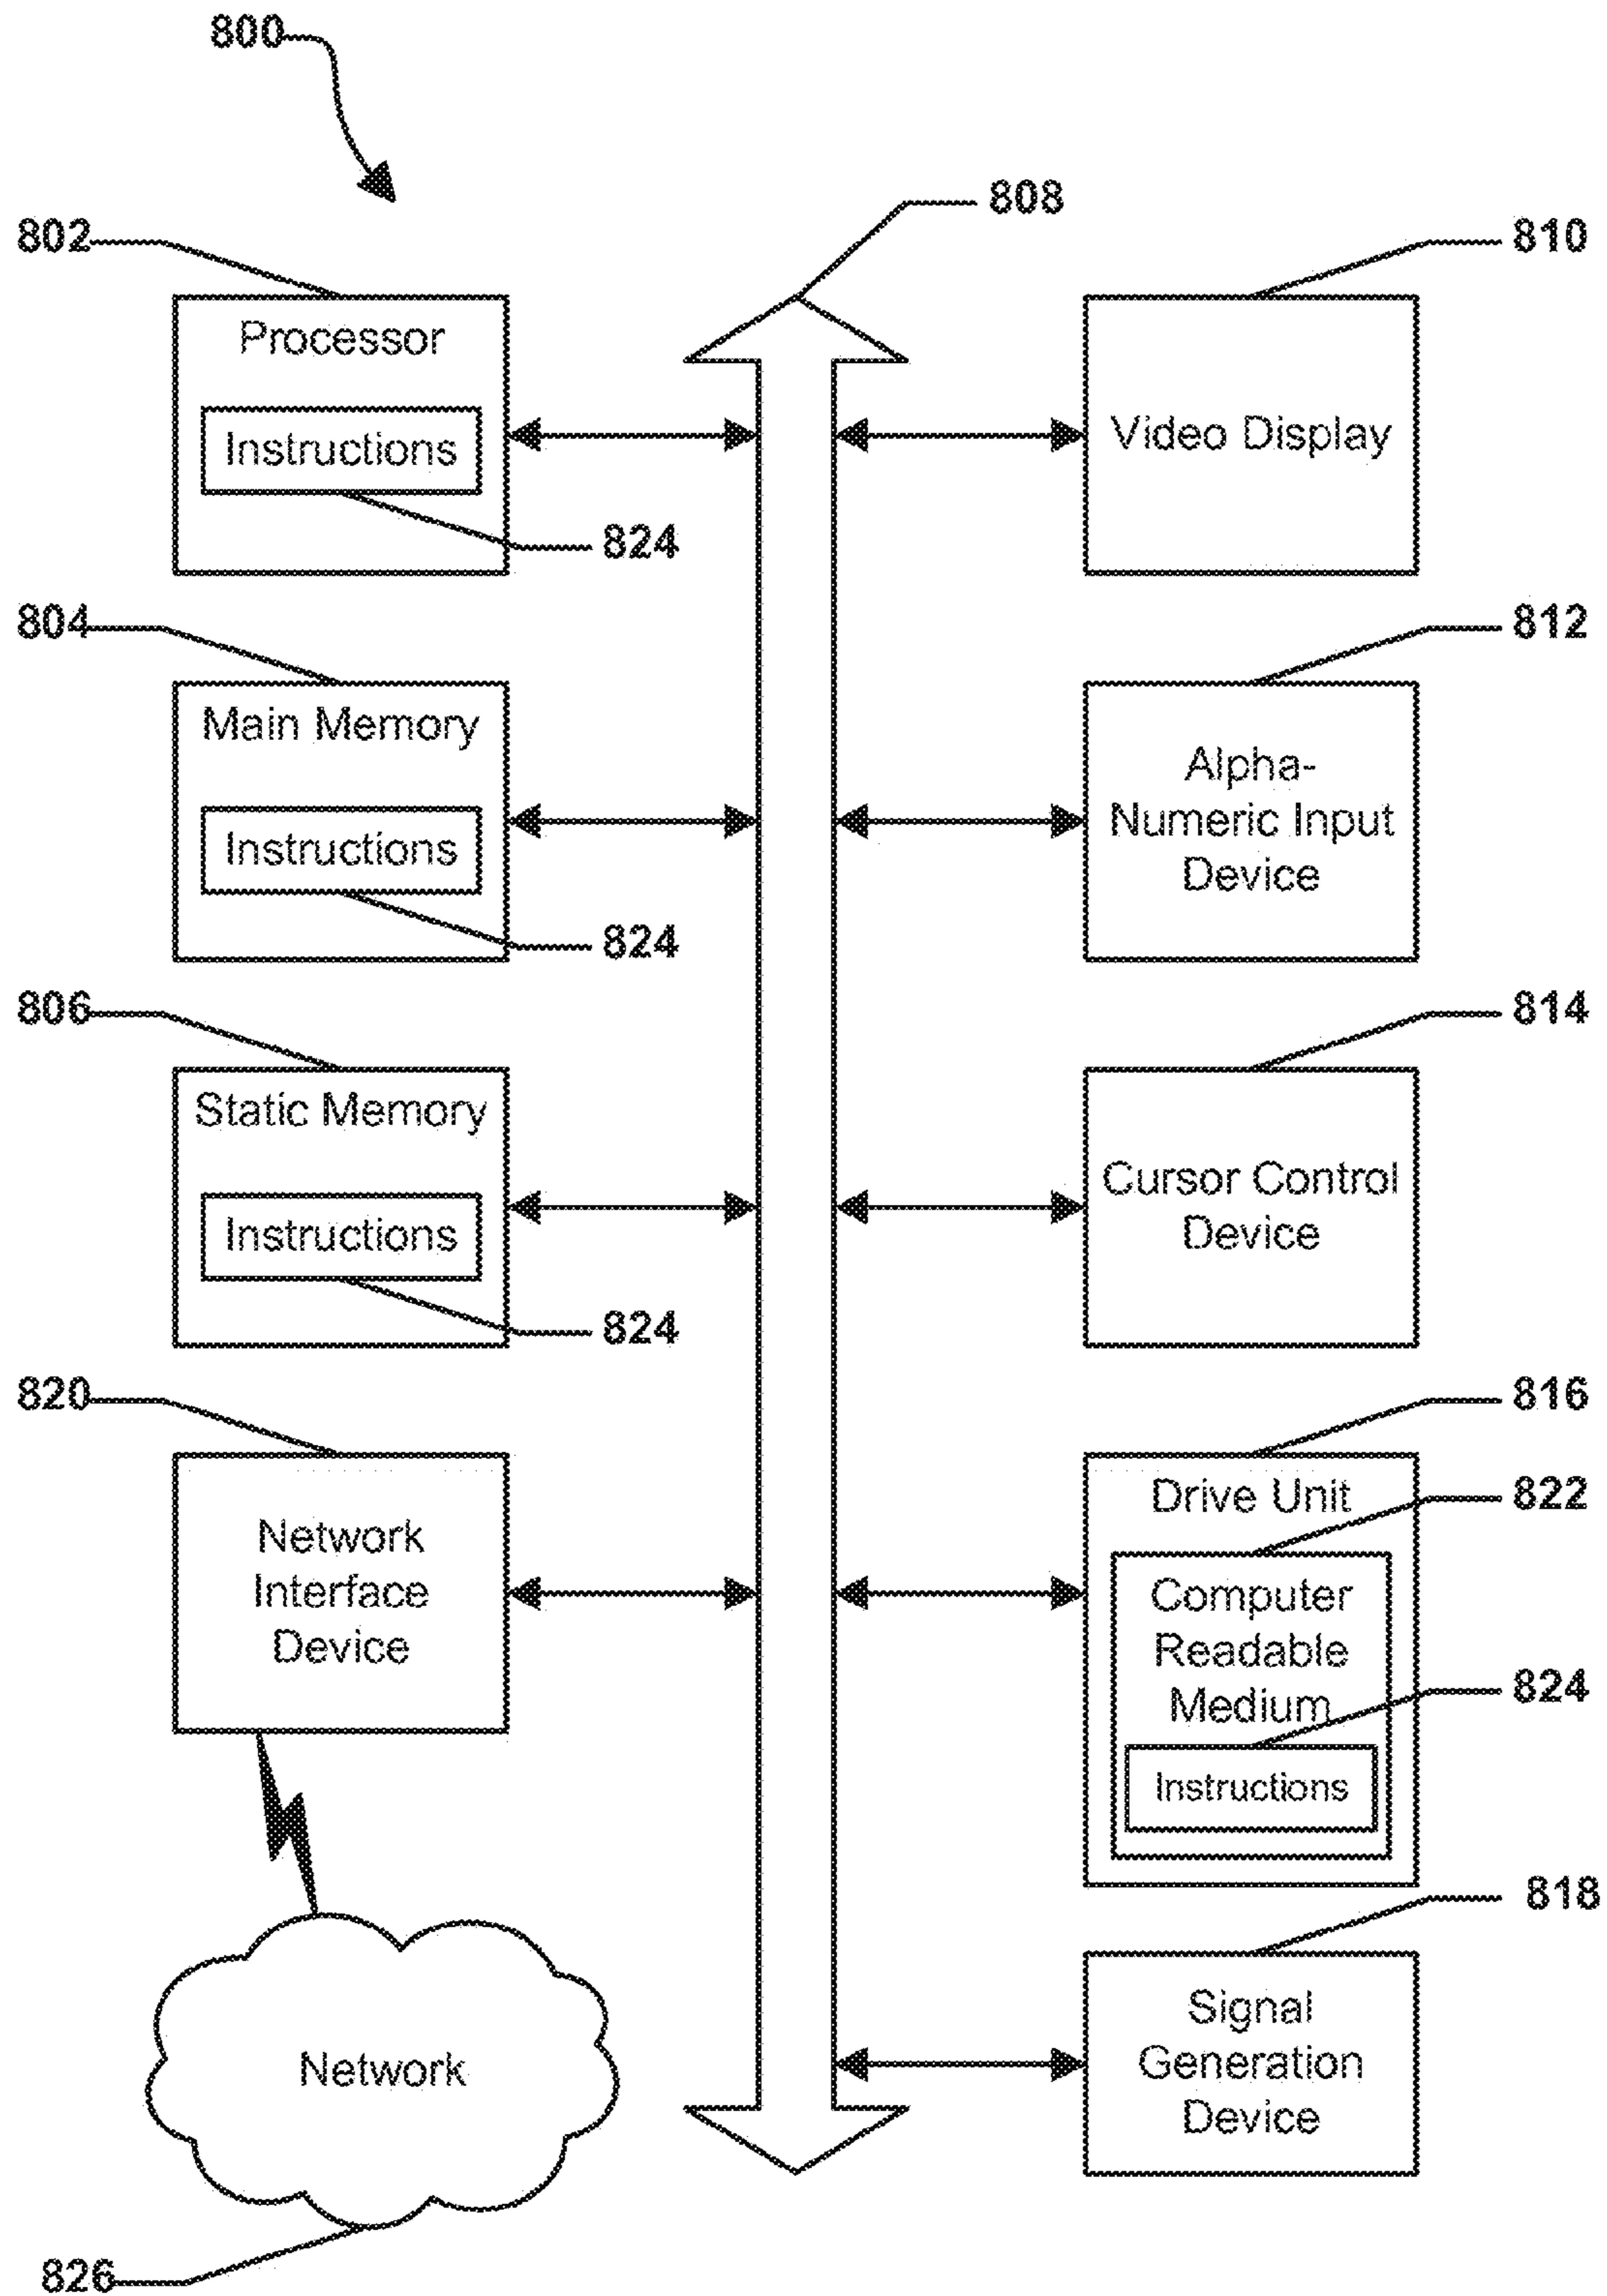 800
808
802
810
Processor
Instructions
Video Display
824
804
812
Main Memory
Instructions
Alpha-
Numeric Input
Device
824
806
814
Static Memory
Instructions
Cursor Control
Device
824
820
816
Drive Unit
822
Network
Interface
Device
Computer
Readable
Medium
824
Instructions
818
Signal
Generation
Device
Network
826